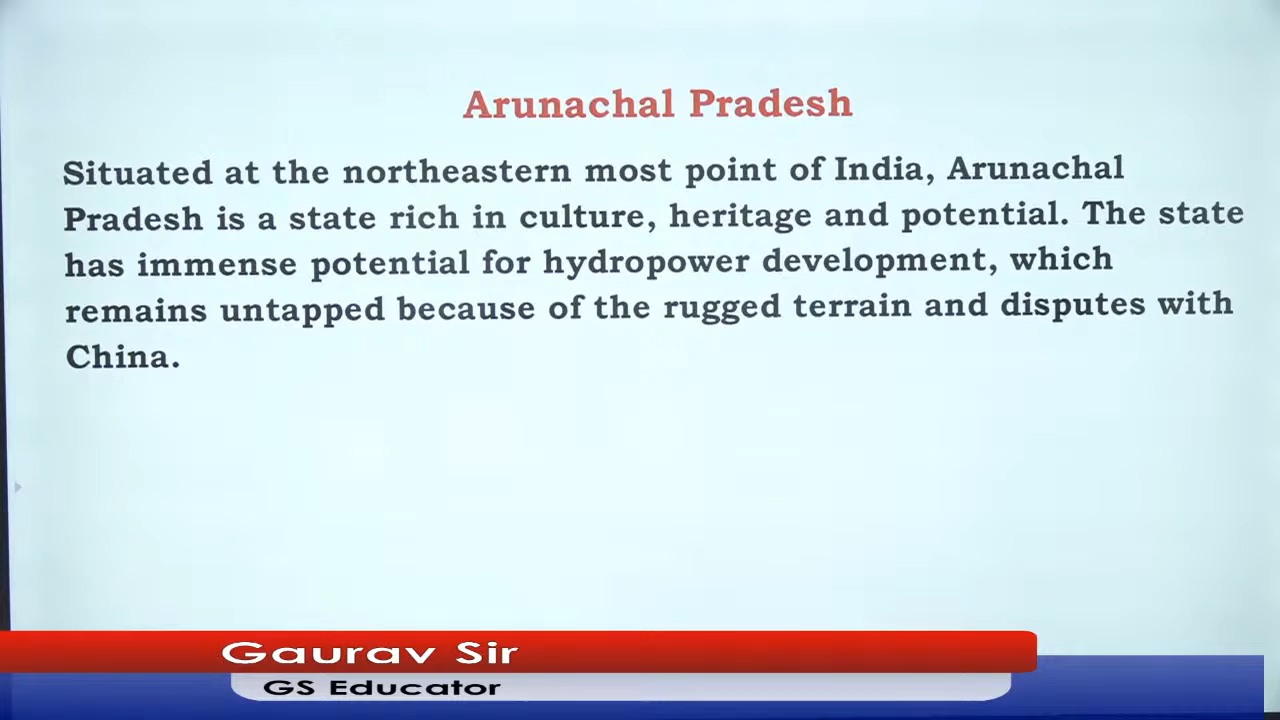 Arunachal Pradesh
Situated at the northeastern most point of India, Arunachal
Pradesh is a state rich in culture, heritage and potential. The state
has immense potential for hydropower development, which
remains untapped because of the rugged terrain and disputes with
China.
Gaurav Sir
GS Educator